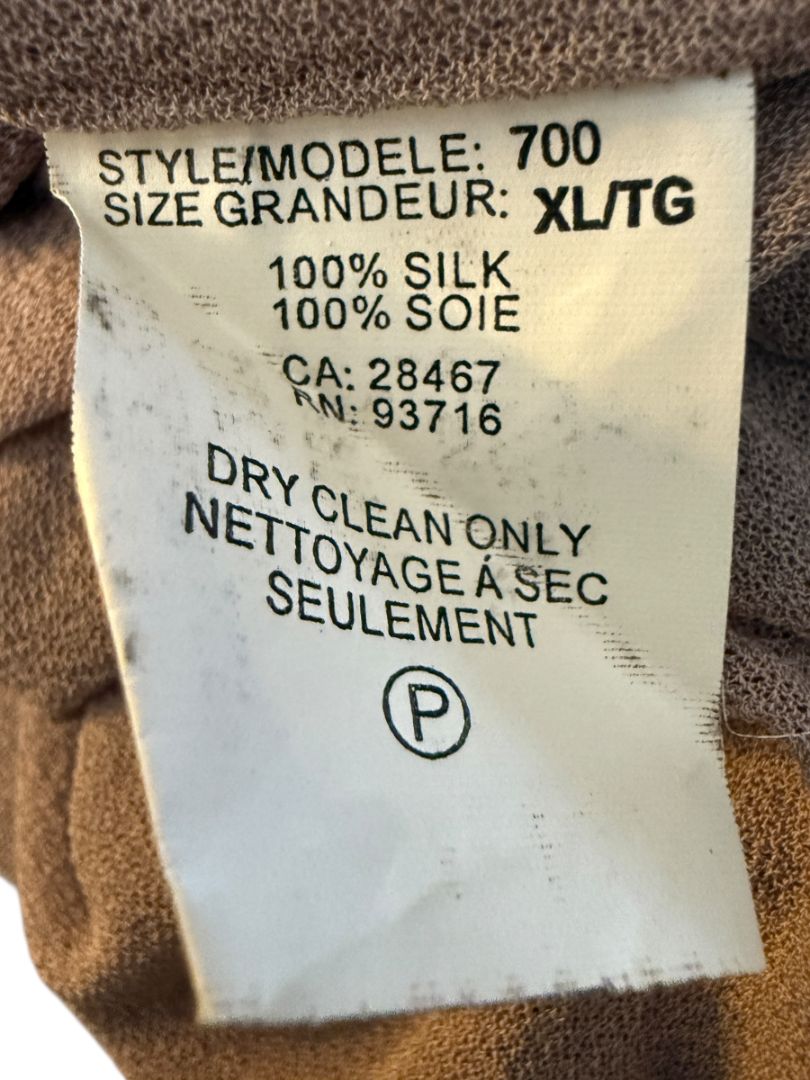 STYLE/MODELE: 700
SIZE GRANDEUR: XL/TG
100% SILK
100% SOIE
CA: 28467
RN: 93716
DRY CLEAN ONLY
NETTOYAGE Á SEC
SEULEMENT
P